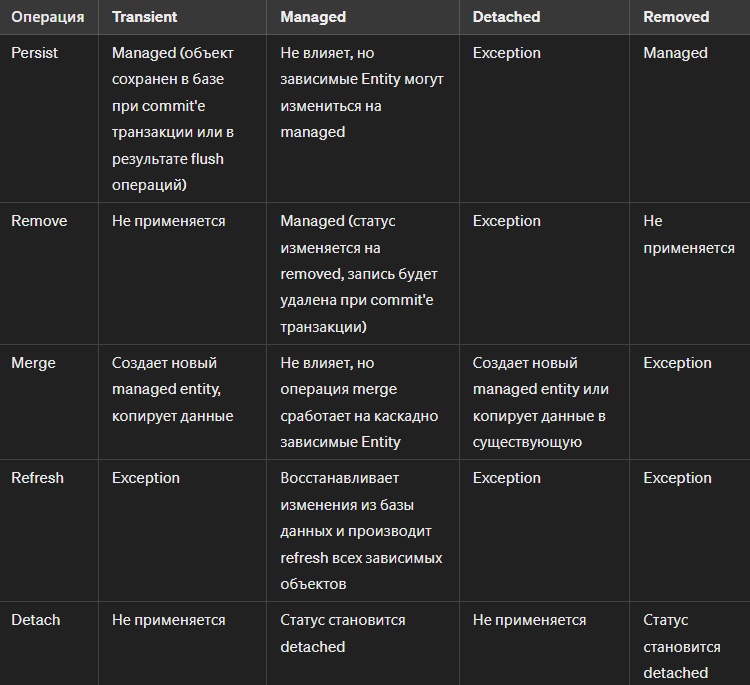 Операция Transient Managed Detached Removed
Persist
Managed (объект
сохранен в базе
при commit'е
транзакции или в
результате flush
операций)
Не влияет, но
зависимые Entity могут
измениться на
managed
Exception
Managed
Remove
Не применяется
Managed (статус
изменяется на
removed, запись будет
удалена при commit'е
транзакции)
Exception
Не
применяется
Merge
Создает новый
managed entity,
копирует данные
Не влияет, но
операция merge
сработает на каскадно
зависимые Entity
Создает новый
managed entity или
копирует данные в
существующую
Exception
Refresh
Exception
Восстанавливает
изменения из базы
данных и производит
refresh всех зависимых
объектов
Exception
Exception
Detach
Не применяется
Статус становится
detached
Не применяется
Статус
становится
detached